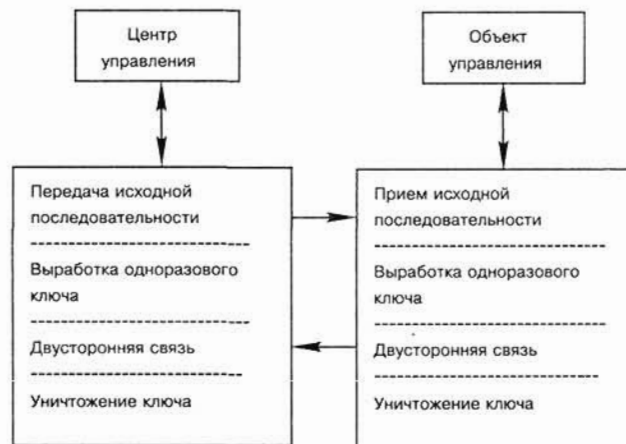 Центр
управления
Объект
управления
Передача исходной
последовательности
Выработка одноразового
ключа
Двусторонняя связь
Уничтожение ключа
Прием исходной
последовательности
Выработка одноразового
ключа
Двусторонняя связь
Уничтожение ключа